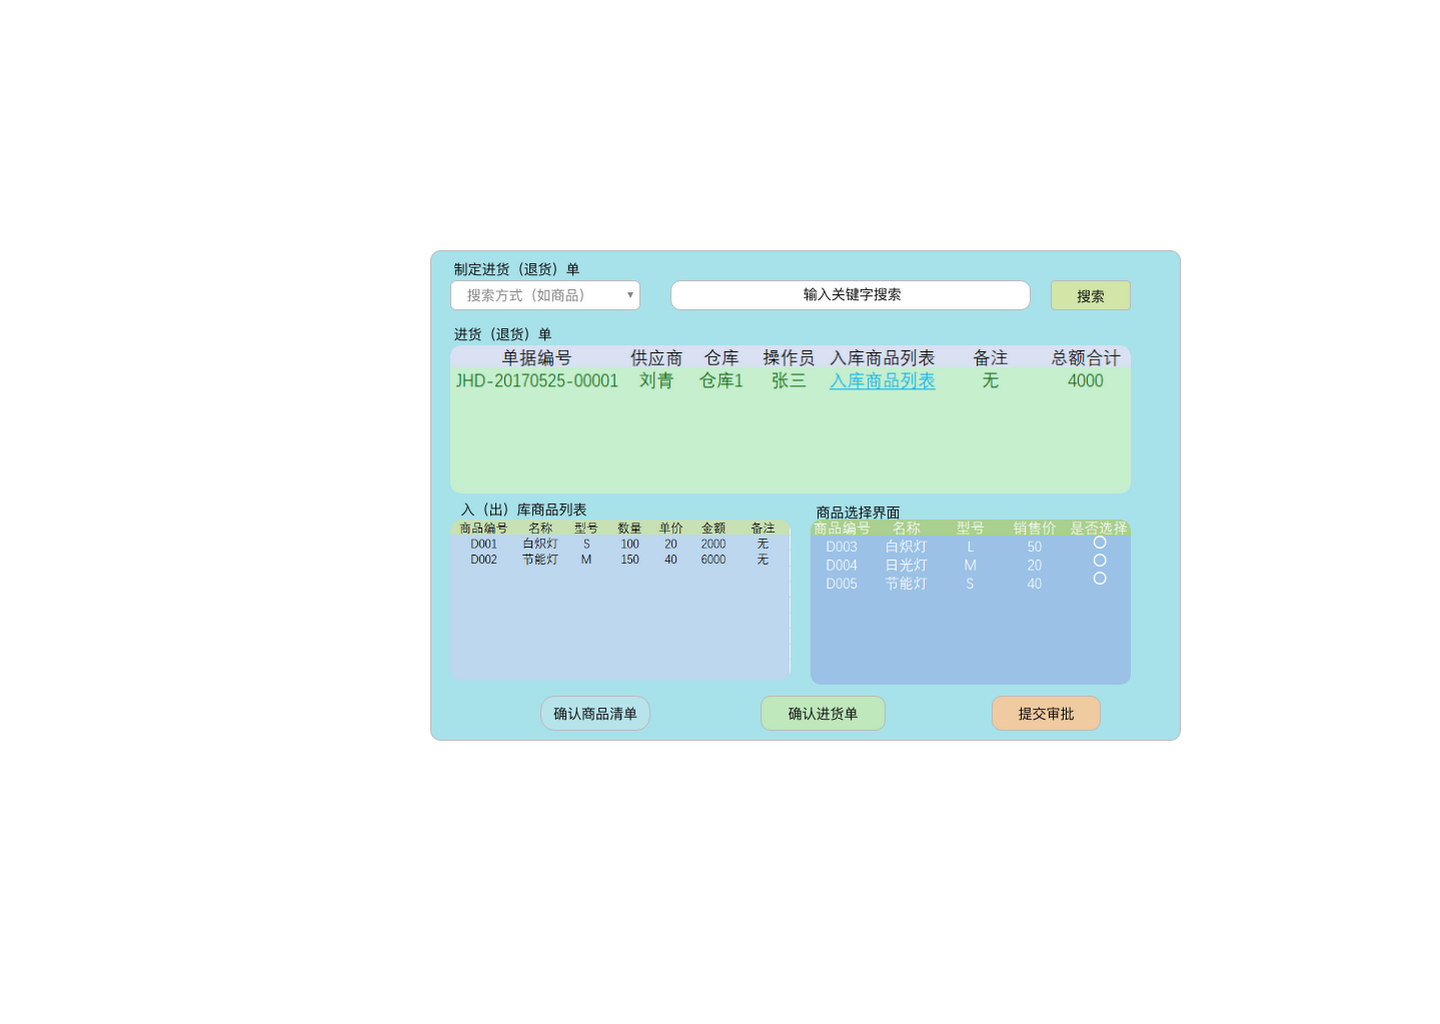 制定进货（退货）单
搜索方式（如商品）
输入关键字搜索
搜索
进货（退货）单
单据编号 供应商 仓库 操作员 入库商品列表 备注 总额合计
JHD-20170525-00001 刘青 仓库1 张三 入库商品列表 无 4000
入（出）库商品列表
商品编号 名称 型号 数量 单价 金额 备注
D001 白炽灯 S 100 20 2000 无
D002 节能灯 M 150 40 6000 无
商品选择界面
商品编号 名称 型号 销售价 是否选择
D003 白炽灯 L 50
D004 日光灯 M 20
D005 节能灯 S 40
确认商品清单
确认进货单
提交审批